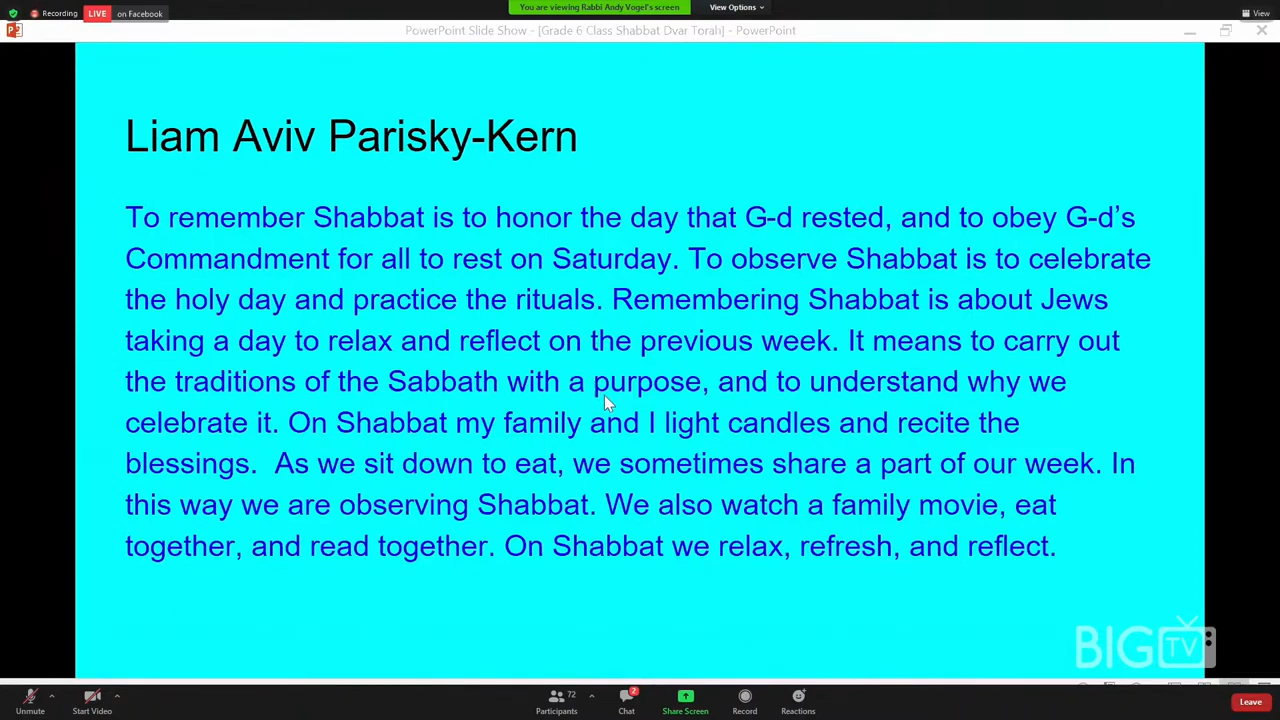 Recording
LIVE on Facebook
You are viewing Rabbi Andy Vogel's screen
View Options
View
PowerPoint Slide Show - [Grade 6 Class Shabbat Dvar Torah] - PowerPoint
Liam Aviv Parisky-Kern
To remember Shabbat is to honor the day that G-d rested, and to obey G-d’s
Commandment for all to rest on Saturday. To observe Shabbat is to celebrate
the holy day and practice the rituals. Remembering Shabbat is about Jews
taking a day to relax and reflect on the previous week. It means to carry out
the traditions of the Sabbath with a purpose, and to understand why we
celebrate it. On Shabbat my family and I light candles and recite the
blessings.  As we sit down to eat, we sometimes share a part of our week. In
this way we are observing Shabbat. We also watch a family movie, eat
together, and read together. On Shabbat we relax, refresh, and reflect.
BIG TV
Unmute
Start Video
72
Participants
2
Chat
Share Screen
Record
Reactions
Leave